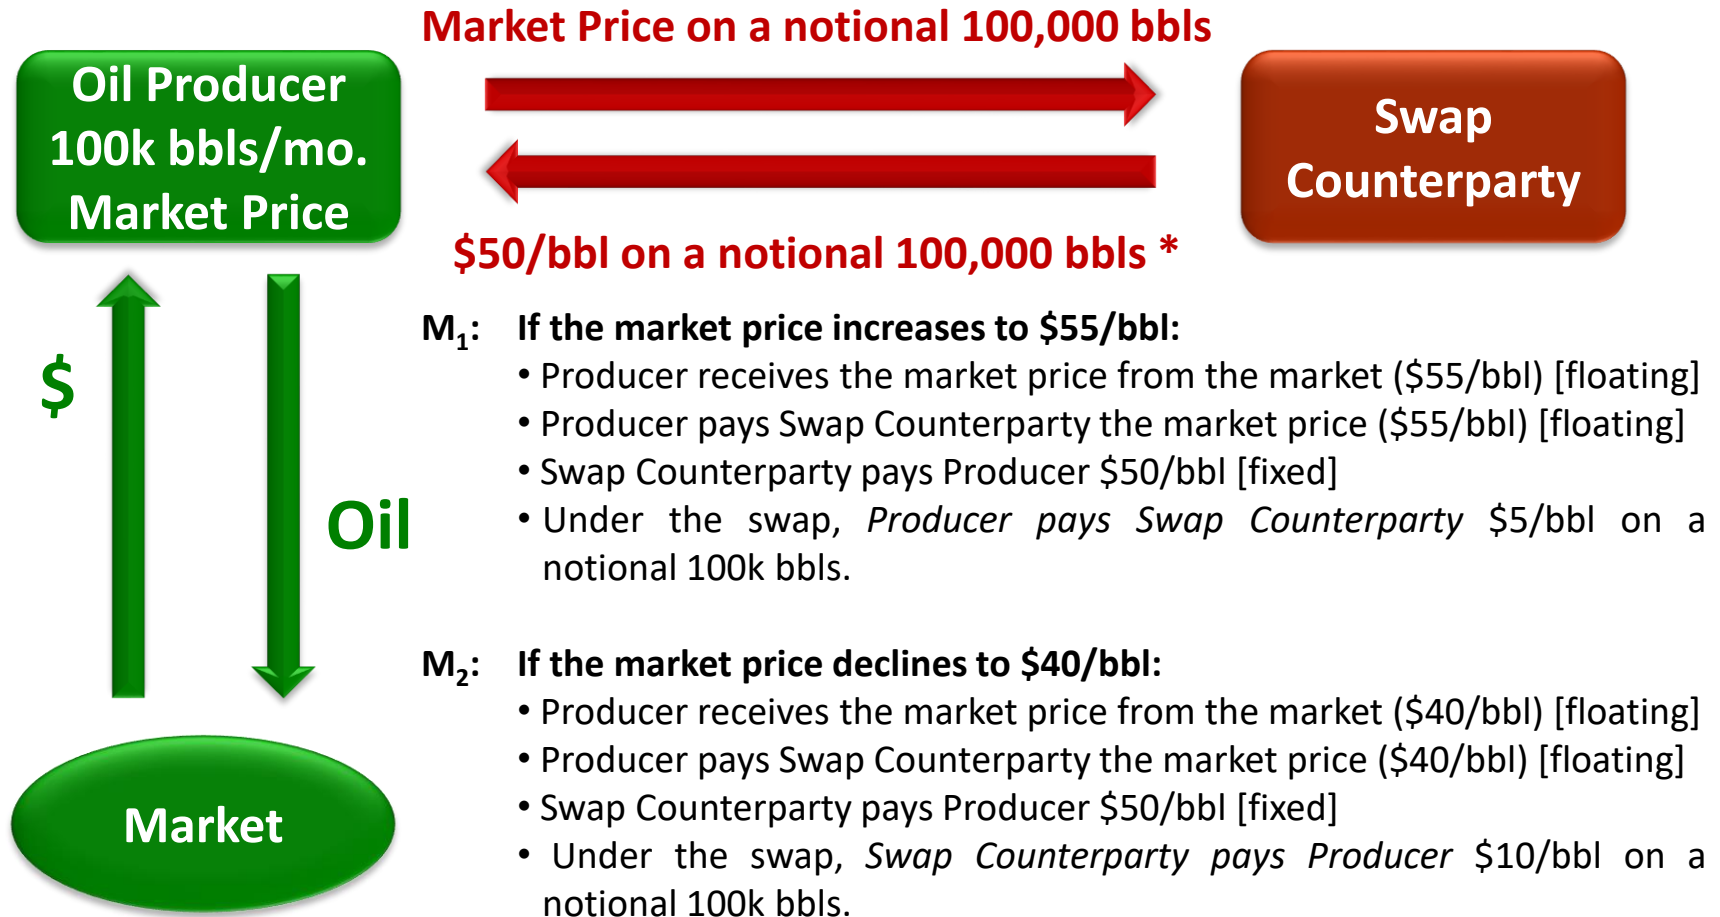 Market Price on a notional 100,000 bbls
Oil Producer
100k bbls/mo.
Market Price
Swap
Counterparty
$50/bbl on a notional 100,000 bbls *
$
Oil
Market
M₁: If the market price increases to $55/bbl:
• Producer receives the market price from the market ($55/bbl) [floating]
• Producer pays Swap Counterparty the market price ($55/bbl) [floating]
• Swap Counterparty pays Producer $50/bbl [fixed]
• Under the swap, Producer pays Swap Counterparty $5/bbl on a
notional 100k bbls.
M₂: If the market price declines to $40/bbl:
• Producer receives the market price from the market ($40/bbl) [floating]
• Producer pays Swap Counterparty the market price ($40/bbl) [floating]
• Swap Counterparty pays Producer $50/bbl [fixed]
• Under the swap, Swap Counterparty pays Producer $10/bbl on a
notional 100k bbls.